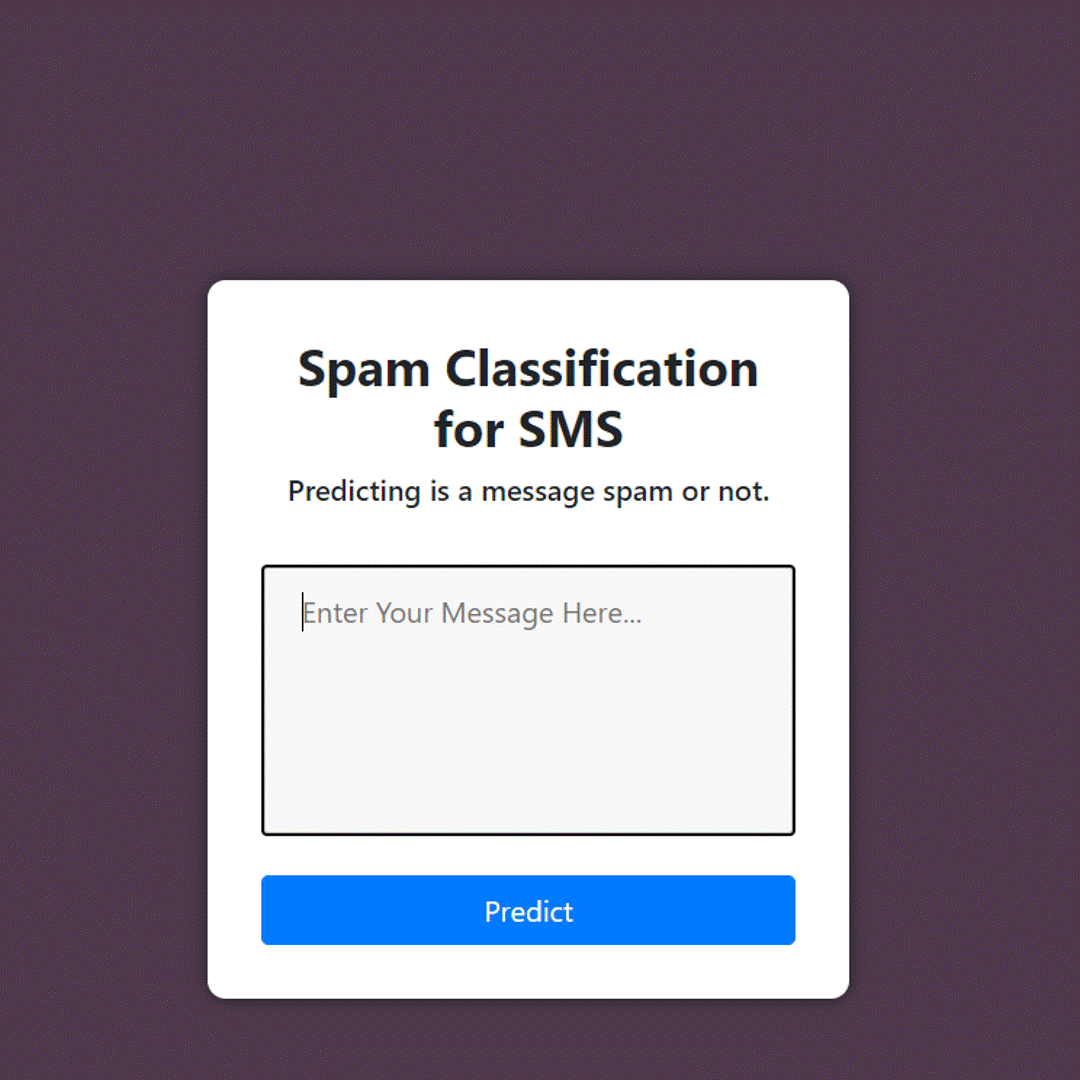 Spam Classification
for SMS
Predicting is a message spam or not.
Enter Your Message Here...
Predict